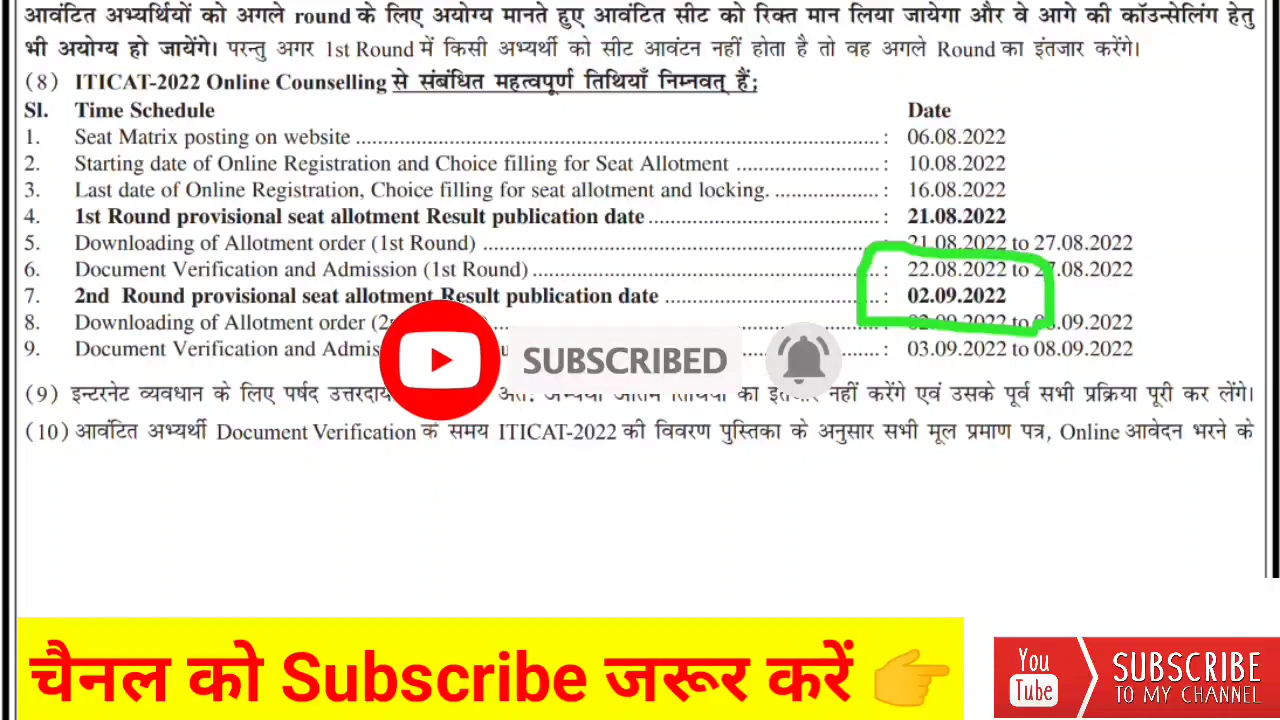 आवंटित अभ्यर्थियों को अगले round के लिए अयोग्य मानते हुए आवंटित सीट को रिक्त मान लिया जायेगा और वे आगे की कॉउन्सेलिंग हेतु
भी अयोग्य हो जायेंगे। परन्तु अगर 1st Round में किसी अभ्यर्थी को सीट आवंटन नहीं होता है तो वह अगले Round का इंतजार करेंगे।
(8) ITICAT-2022 Online Counselling से संबंधित महत्वपूर्ण तिथियाँ निम्नवत् हैं;
Sl. Time Schedule Date
1. Seat Matrix posting on website : 06.08.2022
2. Starting date of Online Registration and Choice filling for Seat Allotment : 10.08.2022
3. Last date of Online Registration, Choice filling for seat allotment and locking. : 16.08.2022
4. 1st Round provisional seat allotment Result publication date : 21.08.2022
5. Downloading of Allotment order (1st Round) : 21.08.2022 to 27.08.2022
6. Document Verification and Admission (1st Round) : 22.08.2022 to 27.08.2022
7. 2nd Round provisional seat allotment Result publication date : 02.09.2022
8. Downloading of Allotment order : 02.09.2022 to
9. Document Verification and : 03.09.2022 to 08.09.2022
SUBSCRIBED
(9) इन्टरनेट व्यवधान के लिए पर्षद का नहीं करेंगे एवं उसके पूर्व सभी प्रक्रिया पूरी कर लेंगे।
(10) आवंटित अभ्यर्थी Document Verification के समय ITICAT-2022 की विवरण पुस्तिका के अनुसार सभी मूल प्रमाण पत्र, Online आवेदन भरने के
चैनल को Subscribe जरूर करें
You Tube
SUBSCRIBE
TO MY CHANNEL